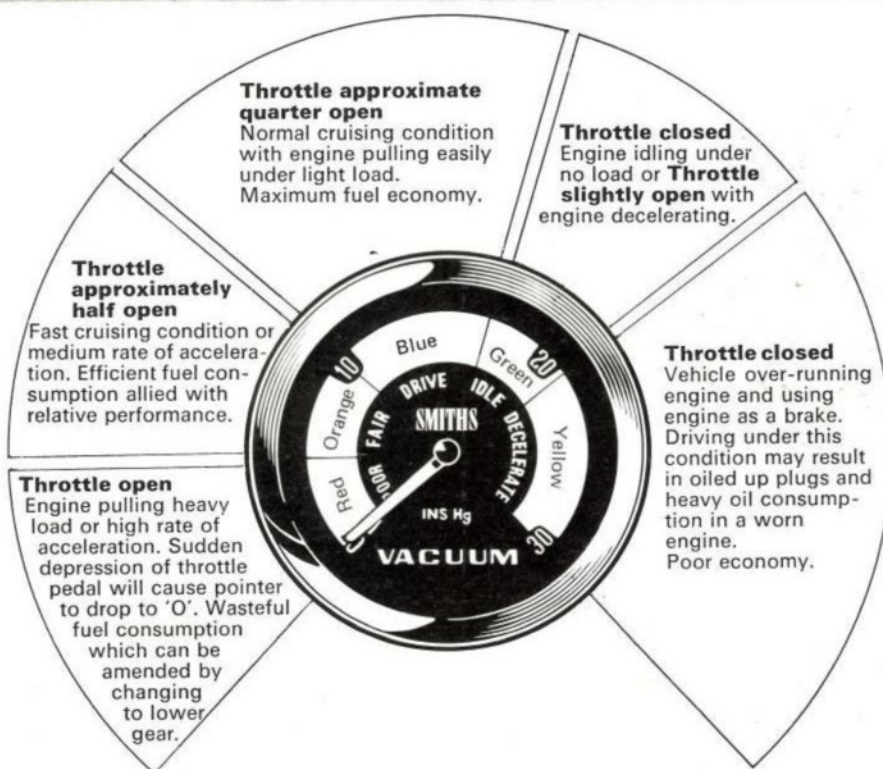 Throttle approximate
quarter open
Normal cruising condition
with engine pulling easily
under light load.
Maximum fuel economy.
Throttle closed
Engine idling under
no load or Throttle
slightly open with
engine decelerating.
Throttle
approximately
half open
Fast cruising condition or
medium rate of accelera-
tion. Efficient fuel con-
sumption allied with
relative performance.
Throttle closed
Vehicle over-running
engine and using
engine as a brake.
Driving under this
condition may result
in oiled up plugs and
heavy oil consump-
tion in a worn
engine.
Poor economy.
Throttle open
Engine pulling heavy
load or high rate of
acceleration. Sudden
depression of throttle
pedal will cause pointer
to drop to 'O'. Wasteful
fuel consumption
which can be
amended by
changing
to lower
gear.
Red
Orange
Blue
Green
Yellow
10
20
30
FAIR
DRIVE
IDLE
DECELERATE
SMITHS
INS Hg
VACUUM